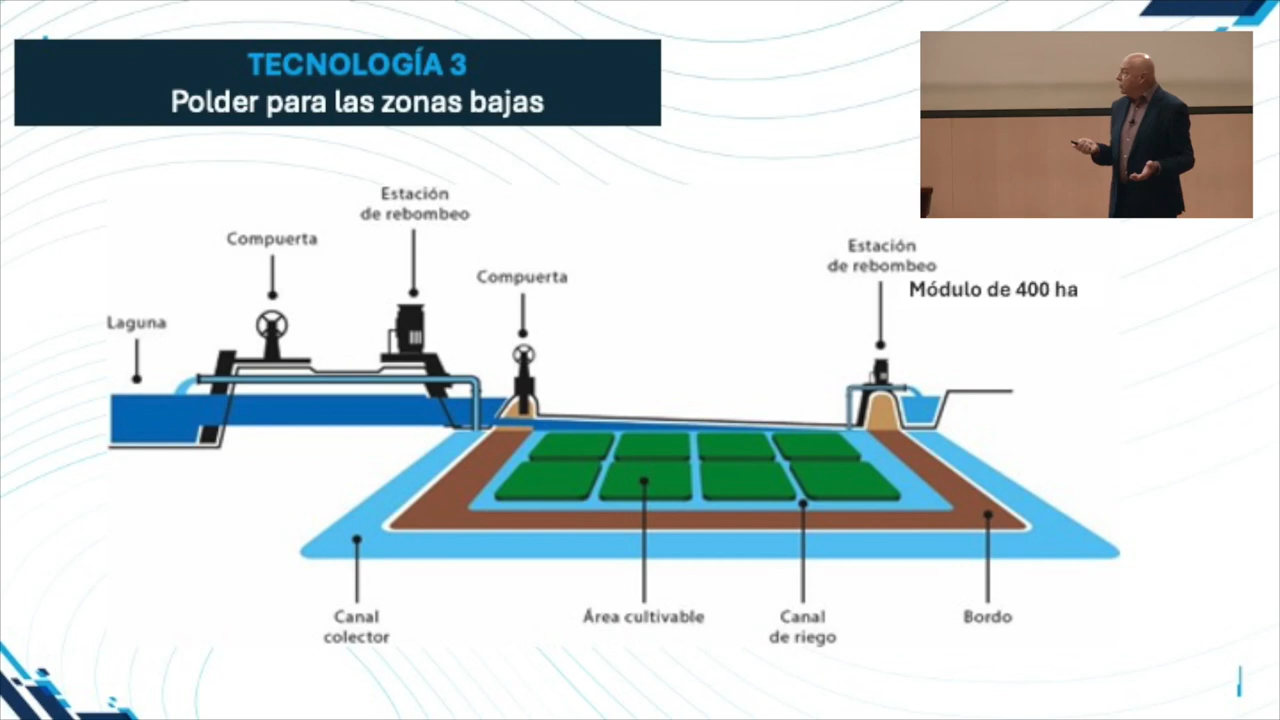 TECNOLOGÍA 3
Polder para las zonas bajas
Estación
de rebombeo
Compuerta
Compuerta
Laguna
Estación
de rebombeo
Módulo de 400 ha
Canal
colector
Área cultivable
Canal
de riego
Bordo